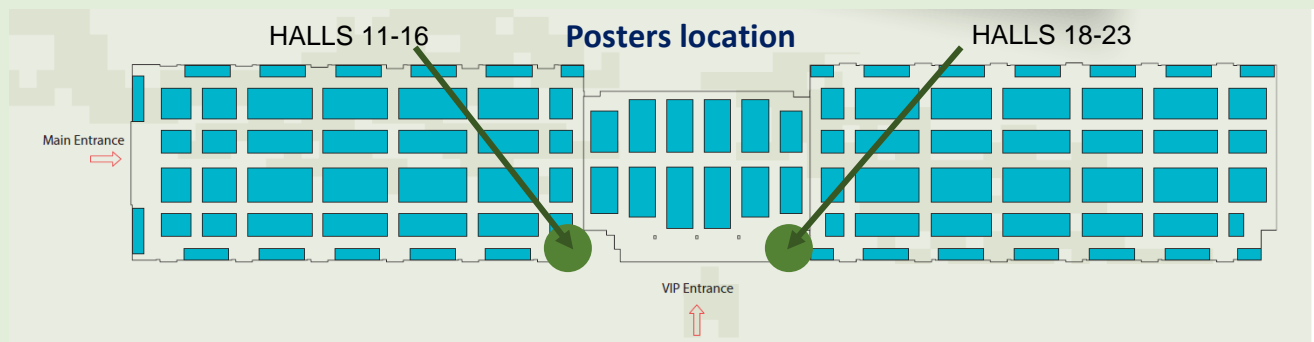 HALLS 11-16
Posters location
HALLS 18-23
Main Entrance
VIP Entrance